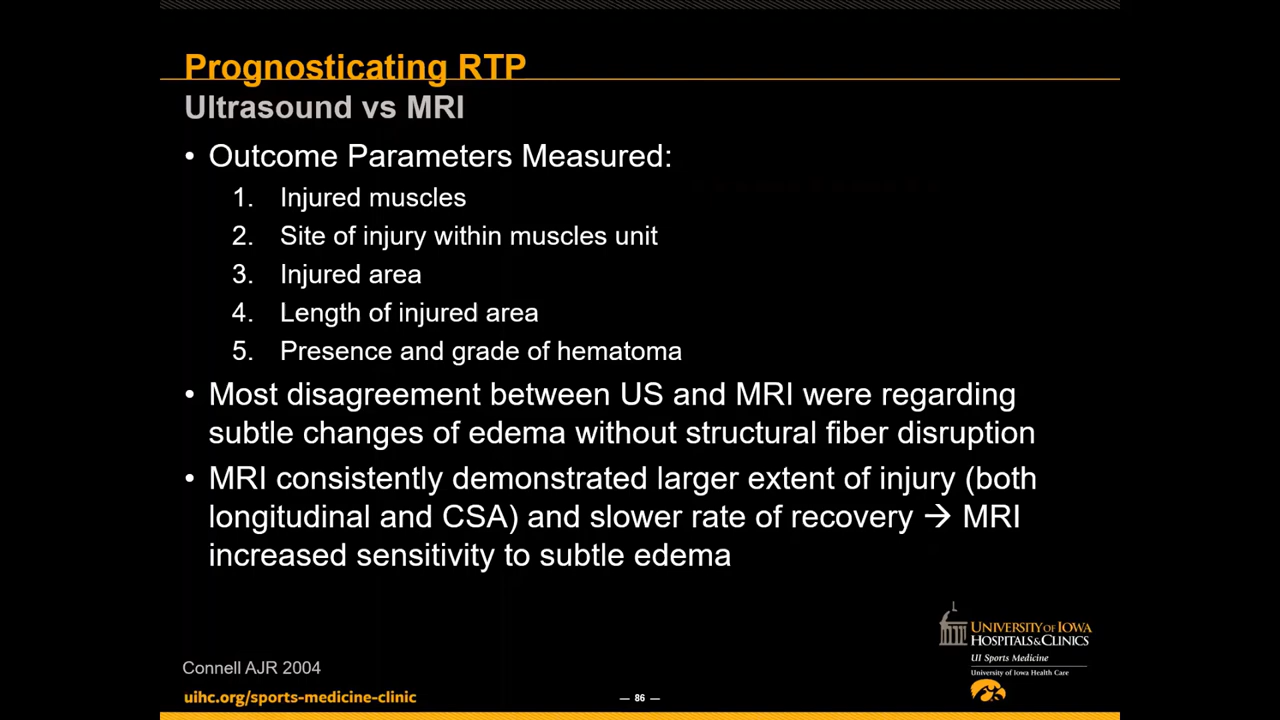 Prognosticating RTP
Ultrasound vs MRI
• Outcome Parameters Measured:
1. Injured muscles
2. Site of injury within muscles unit
3. Injured area
4. Length of injured area
5. Presence and grade of hematoma
• Most disagreement between US and MRI were regarding
subtle changes of edema without structural fiber disruption
• MRI consistently demonstrated larger extent of injury (both
longitudinal and CSA) and slower rate of recovery → MRI
increased sensitivity to subtle edema
UNIVERSITY OF IOWA
HOSPITALS & CLINICS
UI Sports Medicine
University of Iowa Health Care
Connell AJR 2004
uihc.org/sports-medicine-clinic
— 86 —